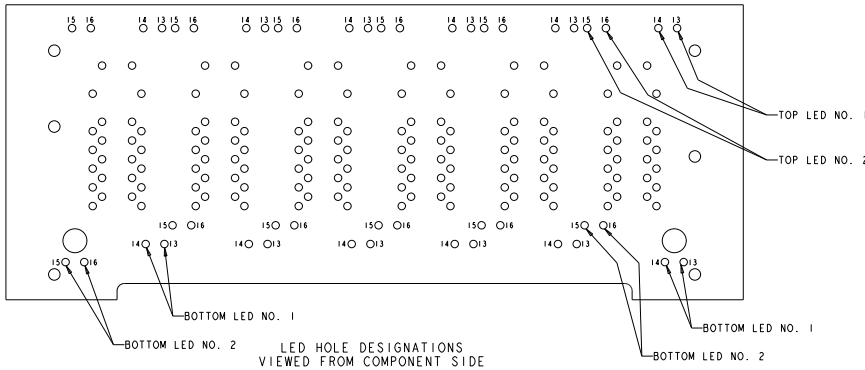 15 16 14 13 15 16 14 13 15 16 14 13 15 16 14 13 15 16 14 13 15 16 14 13
TOP LED NO. 1
TOP LED NO. 2
15 16 15 16 15 16 15 16 15 16
14 13 14 13 14 13 14 13 14 13
15 16 14 13
BOTTOM LED NO. 1
BOTTOM LED NO. 1
BOTTOM LED NO. 2
BOTTOM LED NO. 2
LED HOLE DESIGNATIONS
VIEWED FROM COMPONENT SIDE